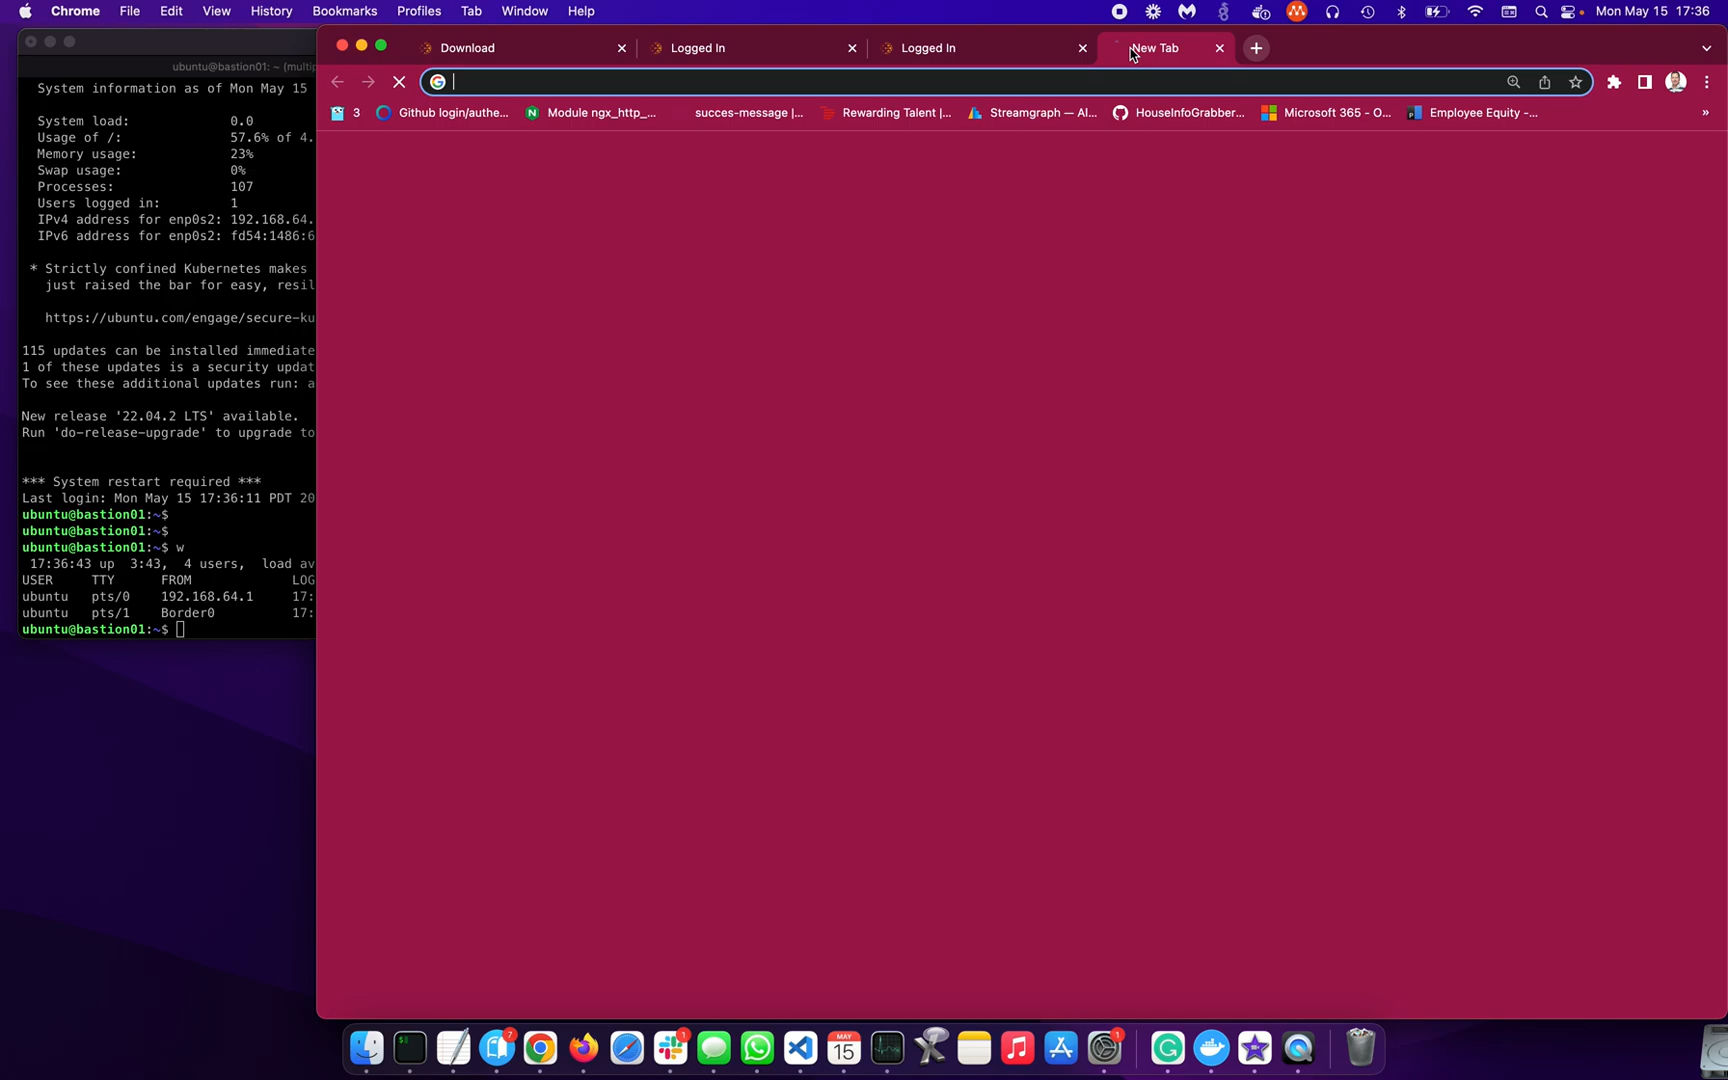 Chrome File Edit View History Bookmarks Profiles Tab Window Help Mon May 15 17:36
ubuntu@bastion01: ~ (multip
System information as of Mon May 15
System load: 0.0
Usage of /: 57.6% of 4.
Memory usage: 23%
Swap usage: 0%
Processes: 107
Users logged in: 1
IPv4 address for enp0s2: 192.168.64.
IPv6 address for enp0s2: fd54:1486:6
* Strictly confined Kubernetes makes
just raised the bar for easy, resil
https://ubuntu.com/engage/secure-ku
115 updates can be installed immediate
1 of these updates is a security updat
To see these additional updates run: a
New release '22.04.2 LTS' available.
Run 'do-release-upgrade' to upgrade to
*** System restart required ***
Last login: Mon May 15 17:36:11 PDT 20
ubuntu@bastion01:~$
ubuntu@bastion01:~$
ubuntu@bastion01:~$ w
17:36:43 up 3:43, 4 users, load av
USER TTY FROM LOG
ubuntu pts/0 192.168.64.1 17:
ubuntu pts/1 Border0 17:
ubuntu@bastion01:~$
Download Logged In Logged In New Tab
3 Github login/authe... Module ngx_http_... succes-message |... Rewarding Talent |... Streamgraph — Al... HouseInfoGrabber... Microsoft 365 - O... Employee Equity -... »
7 1 MAY 15 1